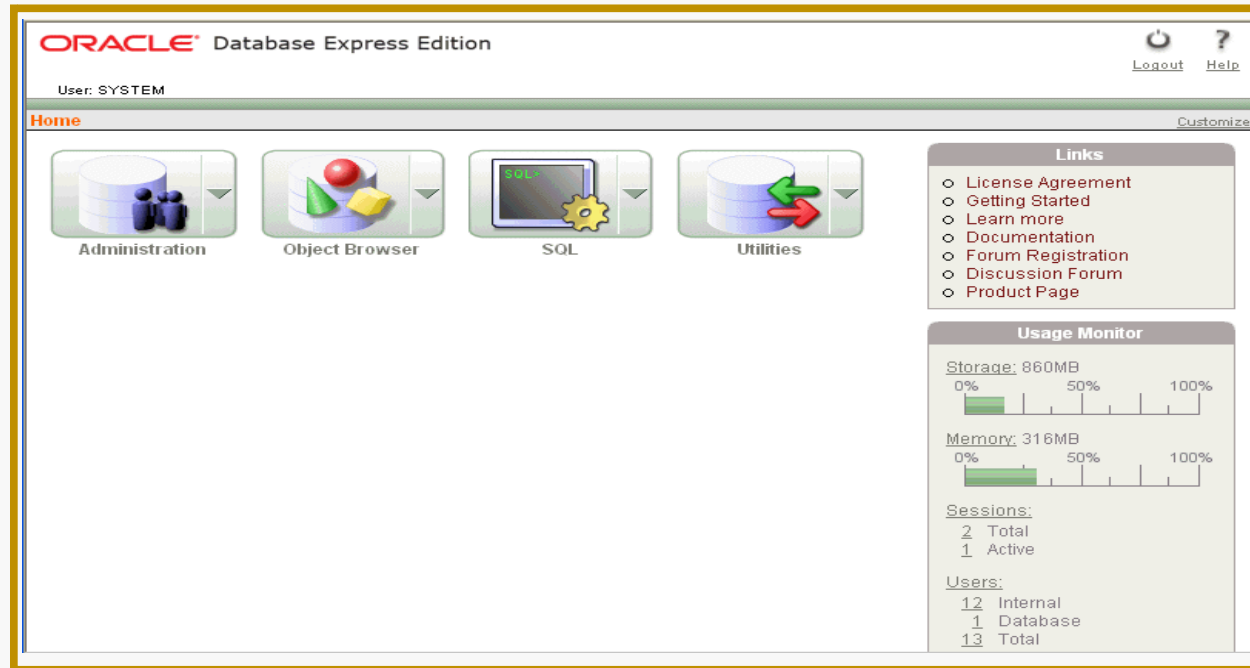 ORACLE® Database Express Edition
Logout Help
User: SYSTEM
Home
Customize
SQL>
Administration
Object Browser
SQL
Utilities
Links
License Agreement
Getting Started
Learn more
Documentation
Forum Registration
Discussion Forum
Product Page
Usage Monitor
Storage: 860MB
0% 50% 100%
Memory: 316MB
0% 50% 100%
Sessions:
2 Total
1 Active
Users:
12 Internal
1 Database
13 Total